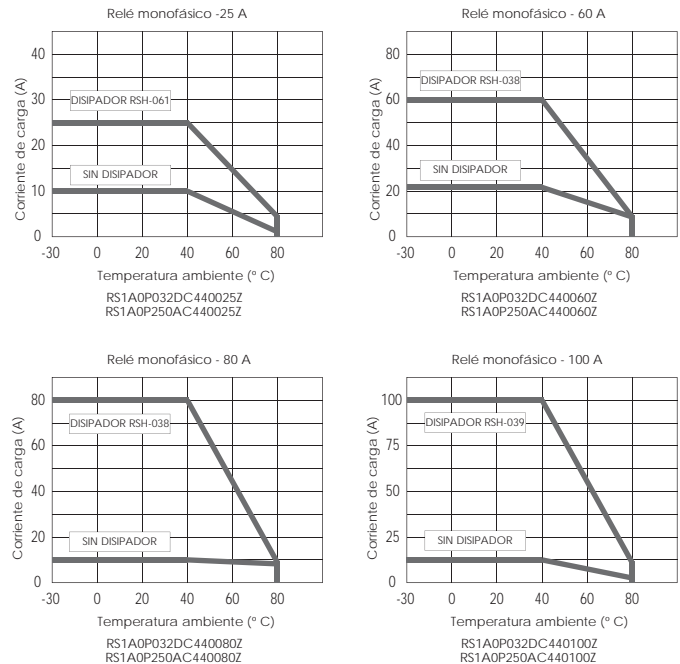 Relé monofásico -25 A
Corriente de carga (A)
40
30
20
10
0
DISIPADOR RSH-061
SIN DISIPADOR
-30 0 20 40 60 80
Temperatura ambiente (º C)
RS1A0P032DC440025Z
RS1A0P250AC440025Z
Relé monofásico - 60 A
Corriente de carga (A)
80
60
40
20
0
DISIPADOR RSH-038
SIN DISIPADOR
-30 0 20 40 60 80
Temperatura ambiente (º C)
RS1A0P032DC440060Z
RS1A0P250AC440060Z
Relé monofásico - 80 A
Corriente de carga (A)
80
60
40
20
0
DISIPADOR RSH-038
SIN DISIPADOR
-30 0 20 40 60 80
Temperatura ambiente (º C)
RS1A0P032DC440080Z
RS1A0P250AC440080Z
Relé monofásico - 100 A
Corriente de carga (A)
100
75
50
25
0
DISIPADOR RSH-039
SIN DISIPADOR
-30 0 20 40 60 80
Temperatura ambiente (º C)
RS1A0P032DC440100Z
RS1A0P250AC440100Z